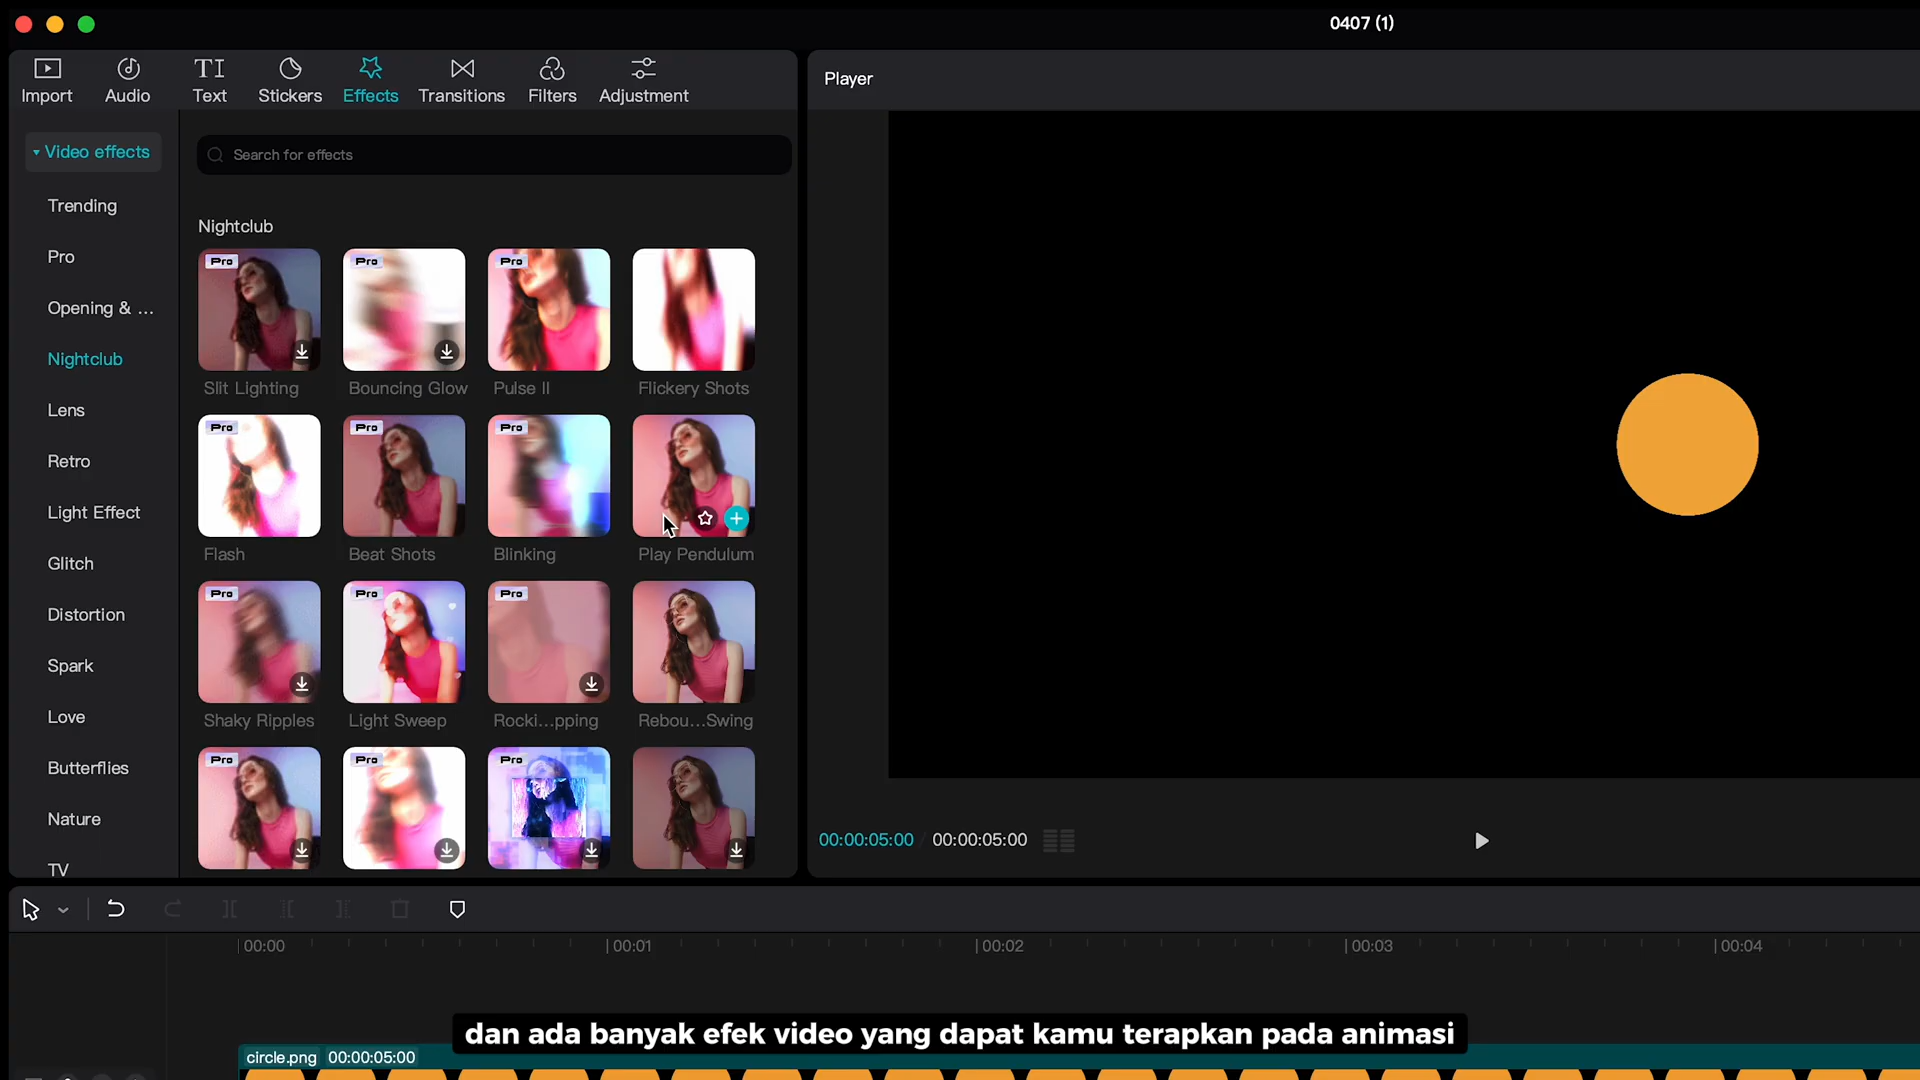 0407 (1)
Import
Audio
Text
Stickers
Effects
Transitions
Filters
Adjustment
Player
Video effects
Search for effects
Trending
Pro
Opening & ...
Nightclub
Lens
Retro
Light Effect
Glitch
Distortion
Spark
Love
Butterflies
Nature
TV
Nightclub
Pro
Pro
Pro
Slit Lighting
Bouncing Glow
Pulse II
Flickery Shots
Pro
Pro
Pro
Flash
Beat Shots
Blinking
Play Pendulum
Pro
Pro
Pro
Shaky Ripples
Light Sweep
Rocki...pping
Rebou...Swing
Pro
Pro
Pro
00:00:05:00 / 00:00:05:00
00:00
00:01
00:02
00:03
00:04
dan ada banyak efek video yang dapat kamu terapkan pada animasi
circle.png 00:00:05:00